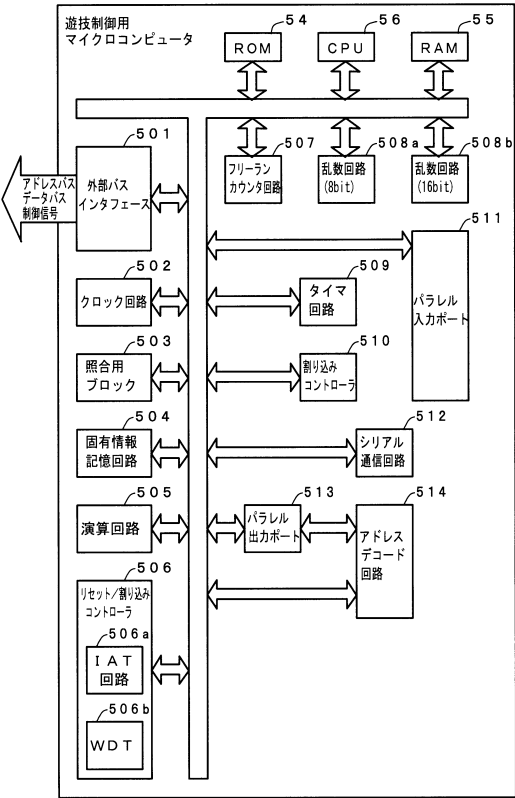 遊技制御用
マイクロコンピュータ
54
ROM
56
CPU
55
RAM
501
外部バス
インタフェース
アドレスバス
データバス
制御信号
507
フリーラン
カウンタ回路
508a
乱数回路
(8bit)
508b
乱数回路
(16bit)
511
パラレル
入力ポート
502
クロック回路
509
タイマ
回路
503
照合用
ブロック
510
割り込み
コントローラ
504
固有情報
記憶回路
512
シリアル
通信回路
505
演算回路
513
パラレル
出力ポート
514
アドレス
デコード
回路
506
リセット/割り込み
コントローラ
506a
IAT
回路
506b
WDT